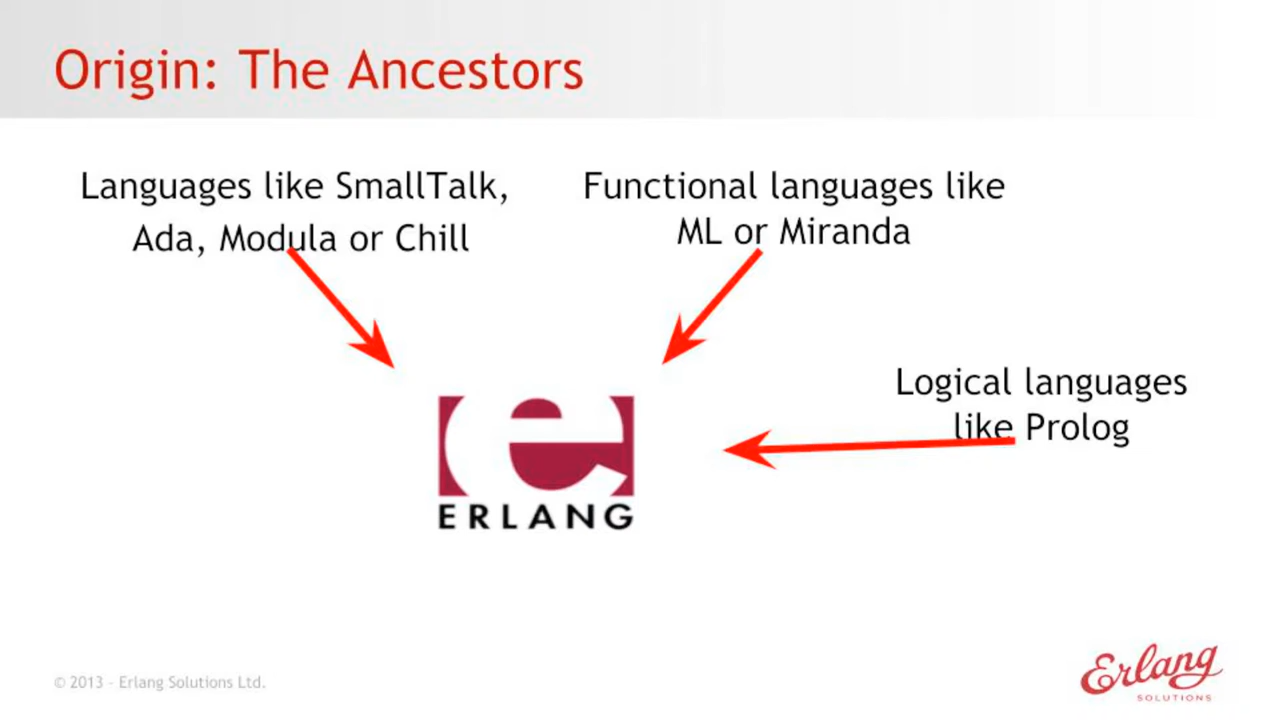 Origin: The Ancestors
Languages like SmallTalk,
Ada, Modula or Chill
Functional languages like
ML or Miranda
Logical languages
like Prolog
e
ERLANG
© 2013 – Erlang Solutions Ltd.
Erlang
SOLUTIONS